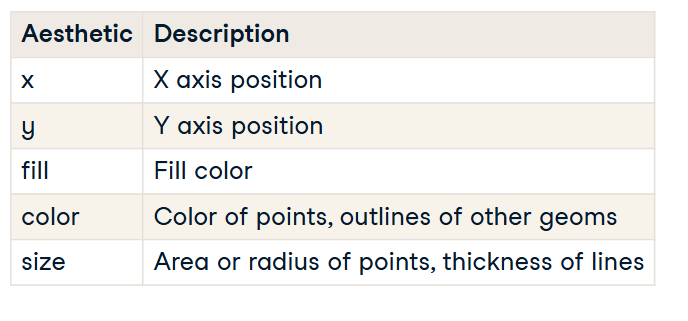 Aesthetic Description
x X axis position
y Y axis position
fill Fill color
color Color of points, outlines of other geoms
size Area or radius of points, thickness of lines